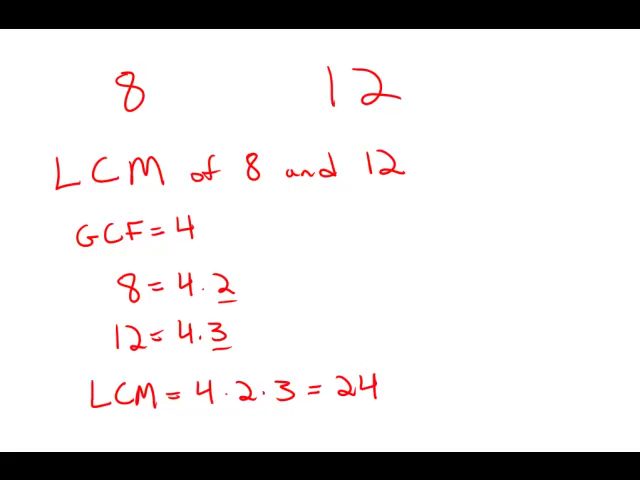 8 12
LCM of 8 and 12
GCF = 4
8 = 4 · 2
12 = 4 · 3
LCM = 4 · 2 · 3 = 24